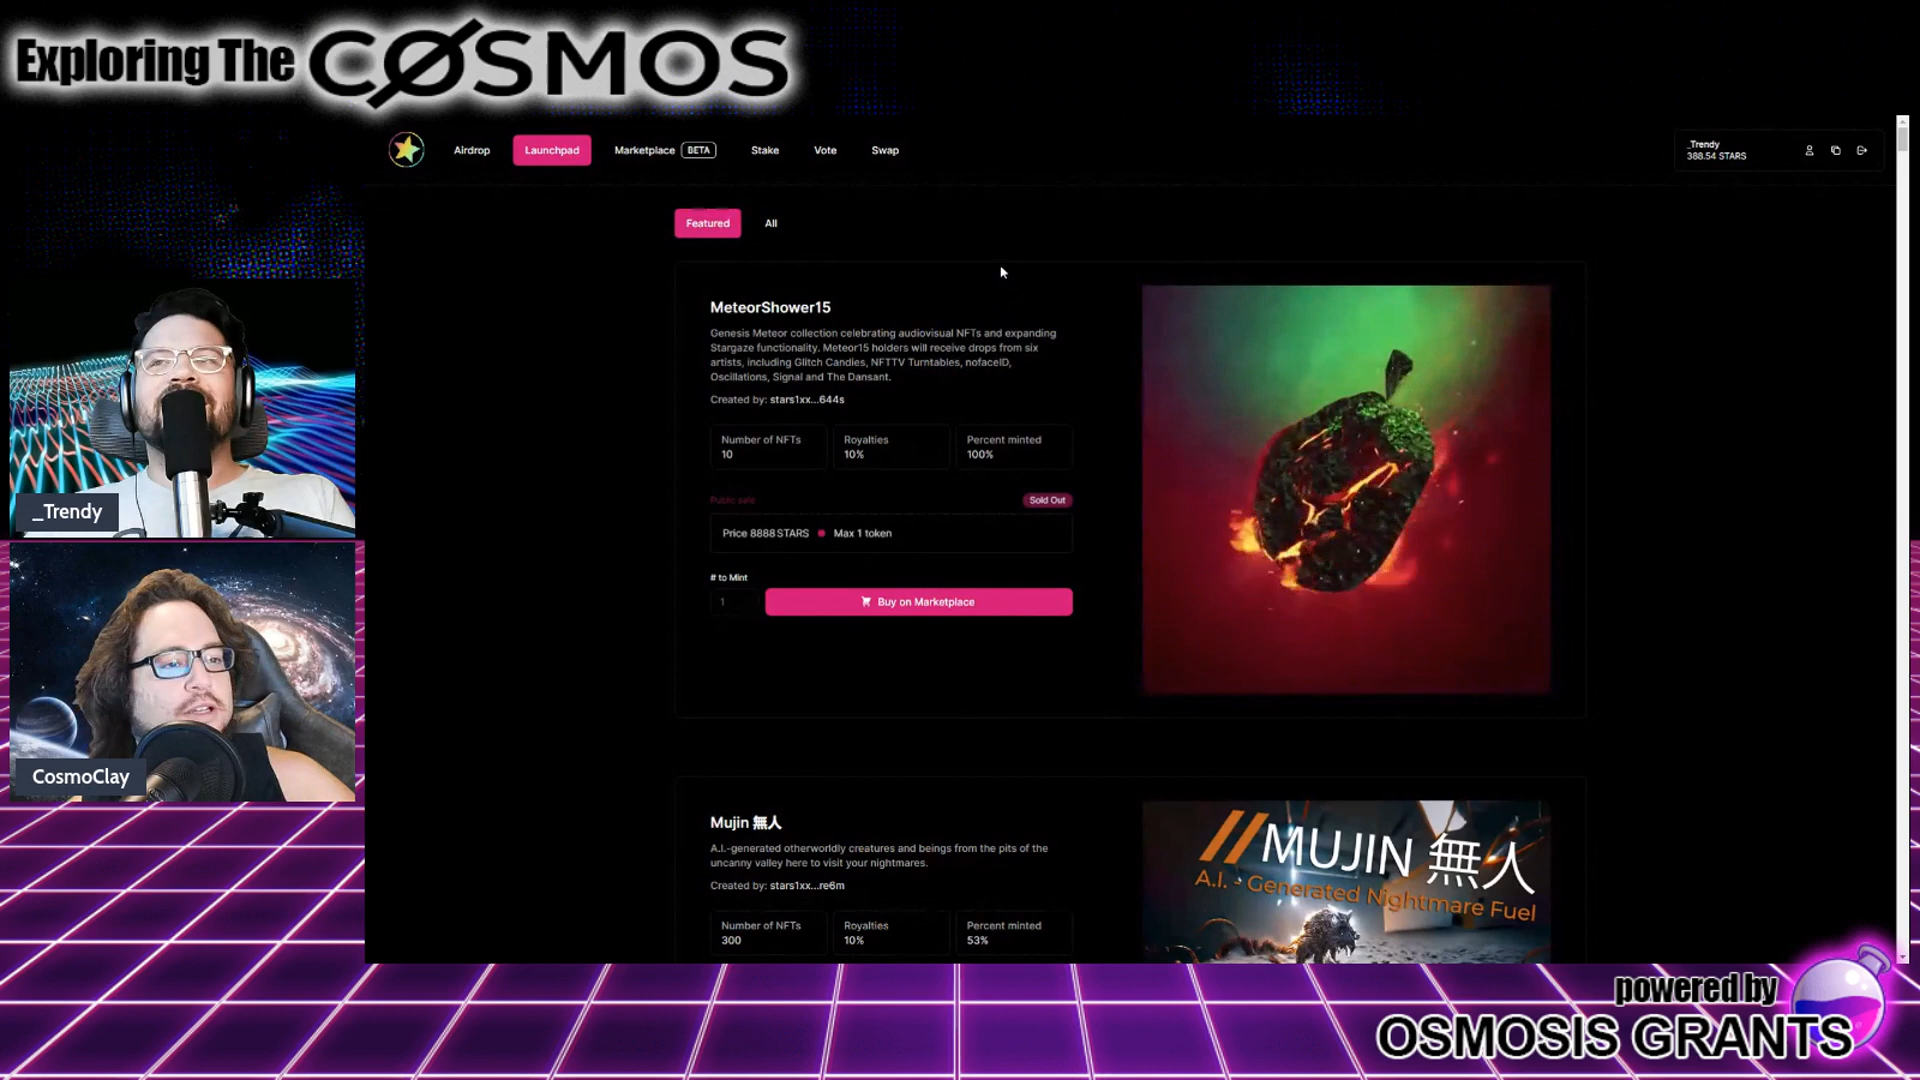 Exploring The COSMOS
Airdrop
Launchpad
Marketplace BETA
Stake
Vote
Swap
_Trendy
388.54 STARS
Featured
All
MeteorShower15
Genesis Meteor collection celebrating audiovisual NFTs and expanding
Stargaze functionality. Meteor15 holders will receive drops from six
artists, including Glitch Candies, NFTTV Turntables, nofaceID,
Oscillations, Signal and The Dansant.
Created by: stars1xx...644s
Number of NFTs
10
Royalties
10%
Percent minted
100%
Public sale
Sold Out
Price 8888 STARS
Max 1 token
# to Mint
1
Buy on Marketplace
Mujin 無人
A.I.-generated otherworldly creatures and beings from the pits of the
uncanny valley here to visit your nightmares.
Created by: stars1xx...re6m
Number of NFTs
300
Royalties
10%
Percent minted
53%
//MUJIN 無人
A.I. - Generated Nightmare Fuel
_Trendy
CosmoClay
powered by
OSMOSIS GRANTS